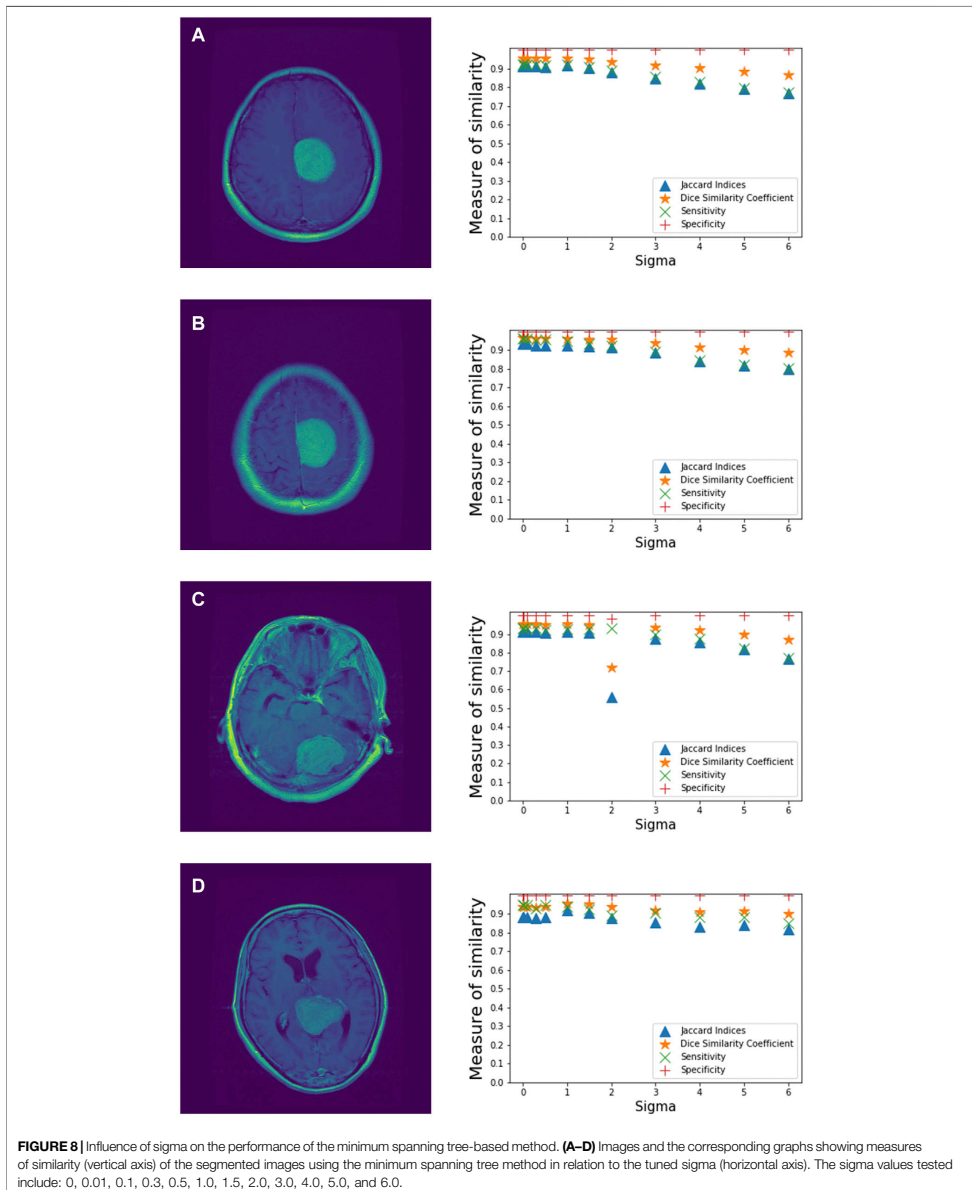 A
Measure of similarity
0.9
0.8
0.7
0.6
0.5
0.4
0.3
0.2
0.1
0.0
Jaccard Indices
Dice Similarity Coefficient
Sensitivity
Specificity
0 1 2 3 4 5 6
Sigma
B
Measure of similarity
0.9
0.8
0.7
0.6
0.5
0.4
0.3
0.2
0.1
0.0
Jaccard Indices
Dice Similarity Coefficient
Sensitivity
Specificity
0 1 2 3 4 5 6
Sigma
C
Measure of similarity
0.9
0.8
0.7
0.6
0.5
0.4
0.3
0.2
0.1
0.0
Jaccard Indices
Dice Similarity Coefficient
Sensitivity
Specificity
0 1 2 3 4 5 6
Sigma
D
Measure of similarity
0.9
0.8
0.7
0.6
0.5
0.4
0.3
0.2
0.1
0.0
Jaccard Indices
Dice Similarity Coefficient
Sensitivity
Specificity
0 1 2 3 4 5 6
Sigma
FIGURE 8 | Influence of sigma on the performance of the minimum spanning tree-based method. (A–D) Images and the corresponding graphs showing measures
of similarity (vertical axis) of the segmented images using the minimum spanning tree method in relation to the tuned sigma (horizontal axis). The sigma values tested
include: 0, 0.01, 0.1, 0.3, 0.5, 1.0, 1.5, 2.0, 3.0, 4.0, 5.0, and 6.0.